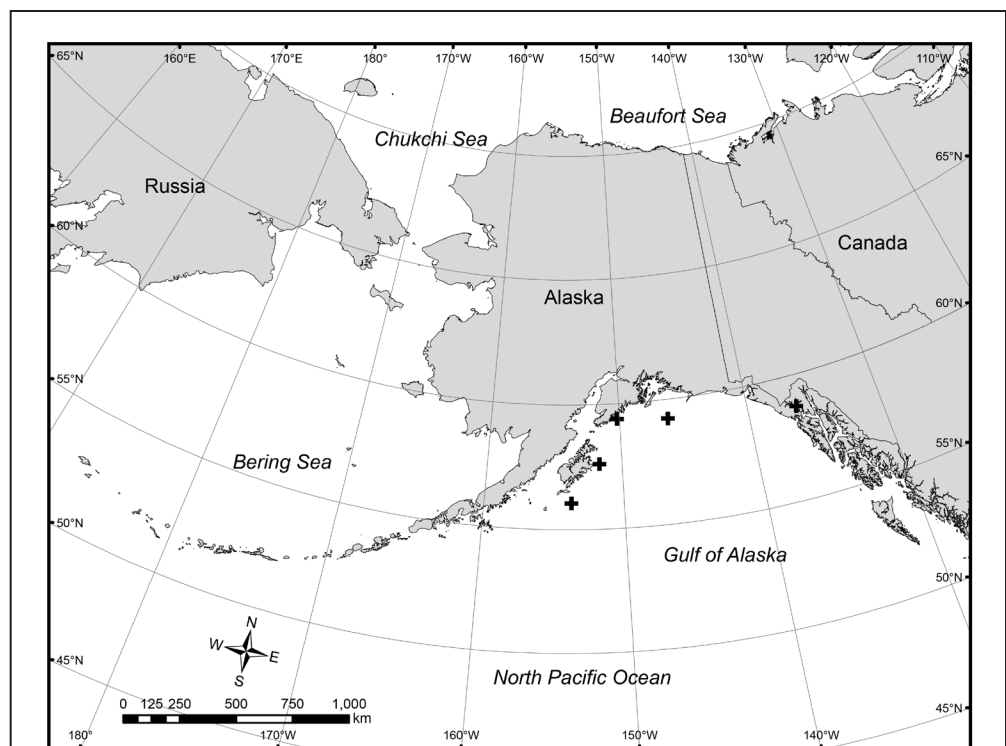 65°N 160°E 170°E 180° 170°W 160°W 150°W 140°W 130°W 120°W 110°W
Beaufort Sea
Chukchi Sea
65°N
Russia
60°N
Canada
Alaska
60°N
55°N
55°N
Bering Sea
50°N
Gulf of Alaska
50°N
N
W E
S
45°N
North Pacific Ocean
0 125 250 500 750 1,000
km
45°N
180° 170°W 160°W 150°W 140°W